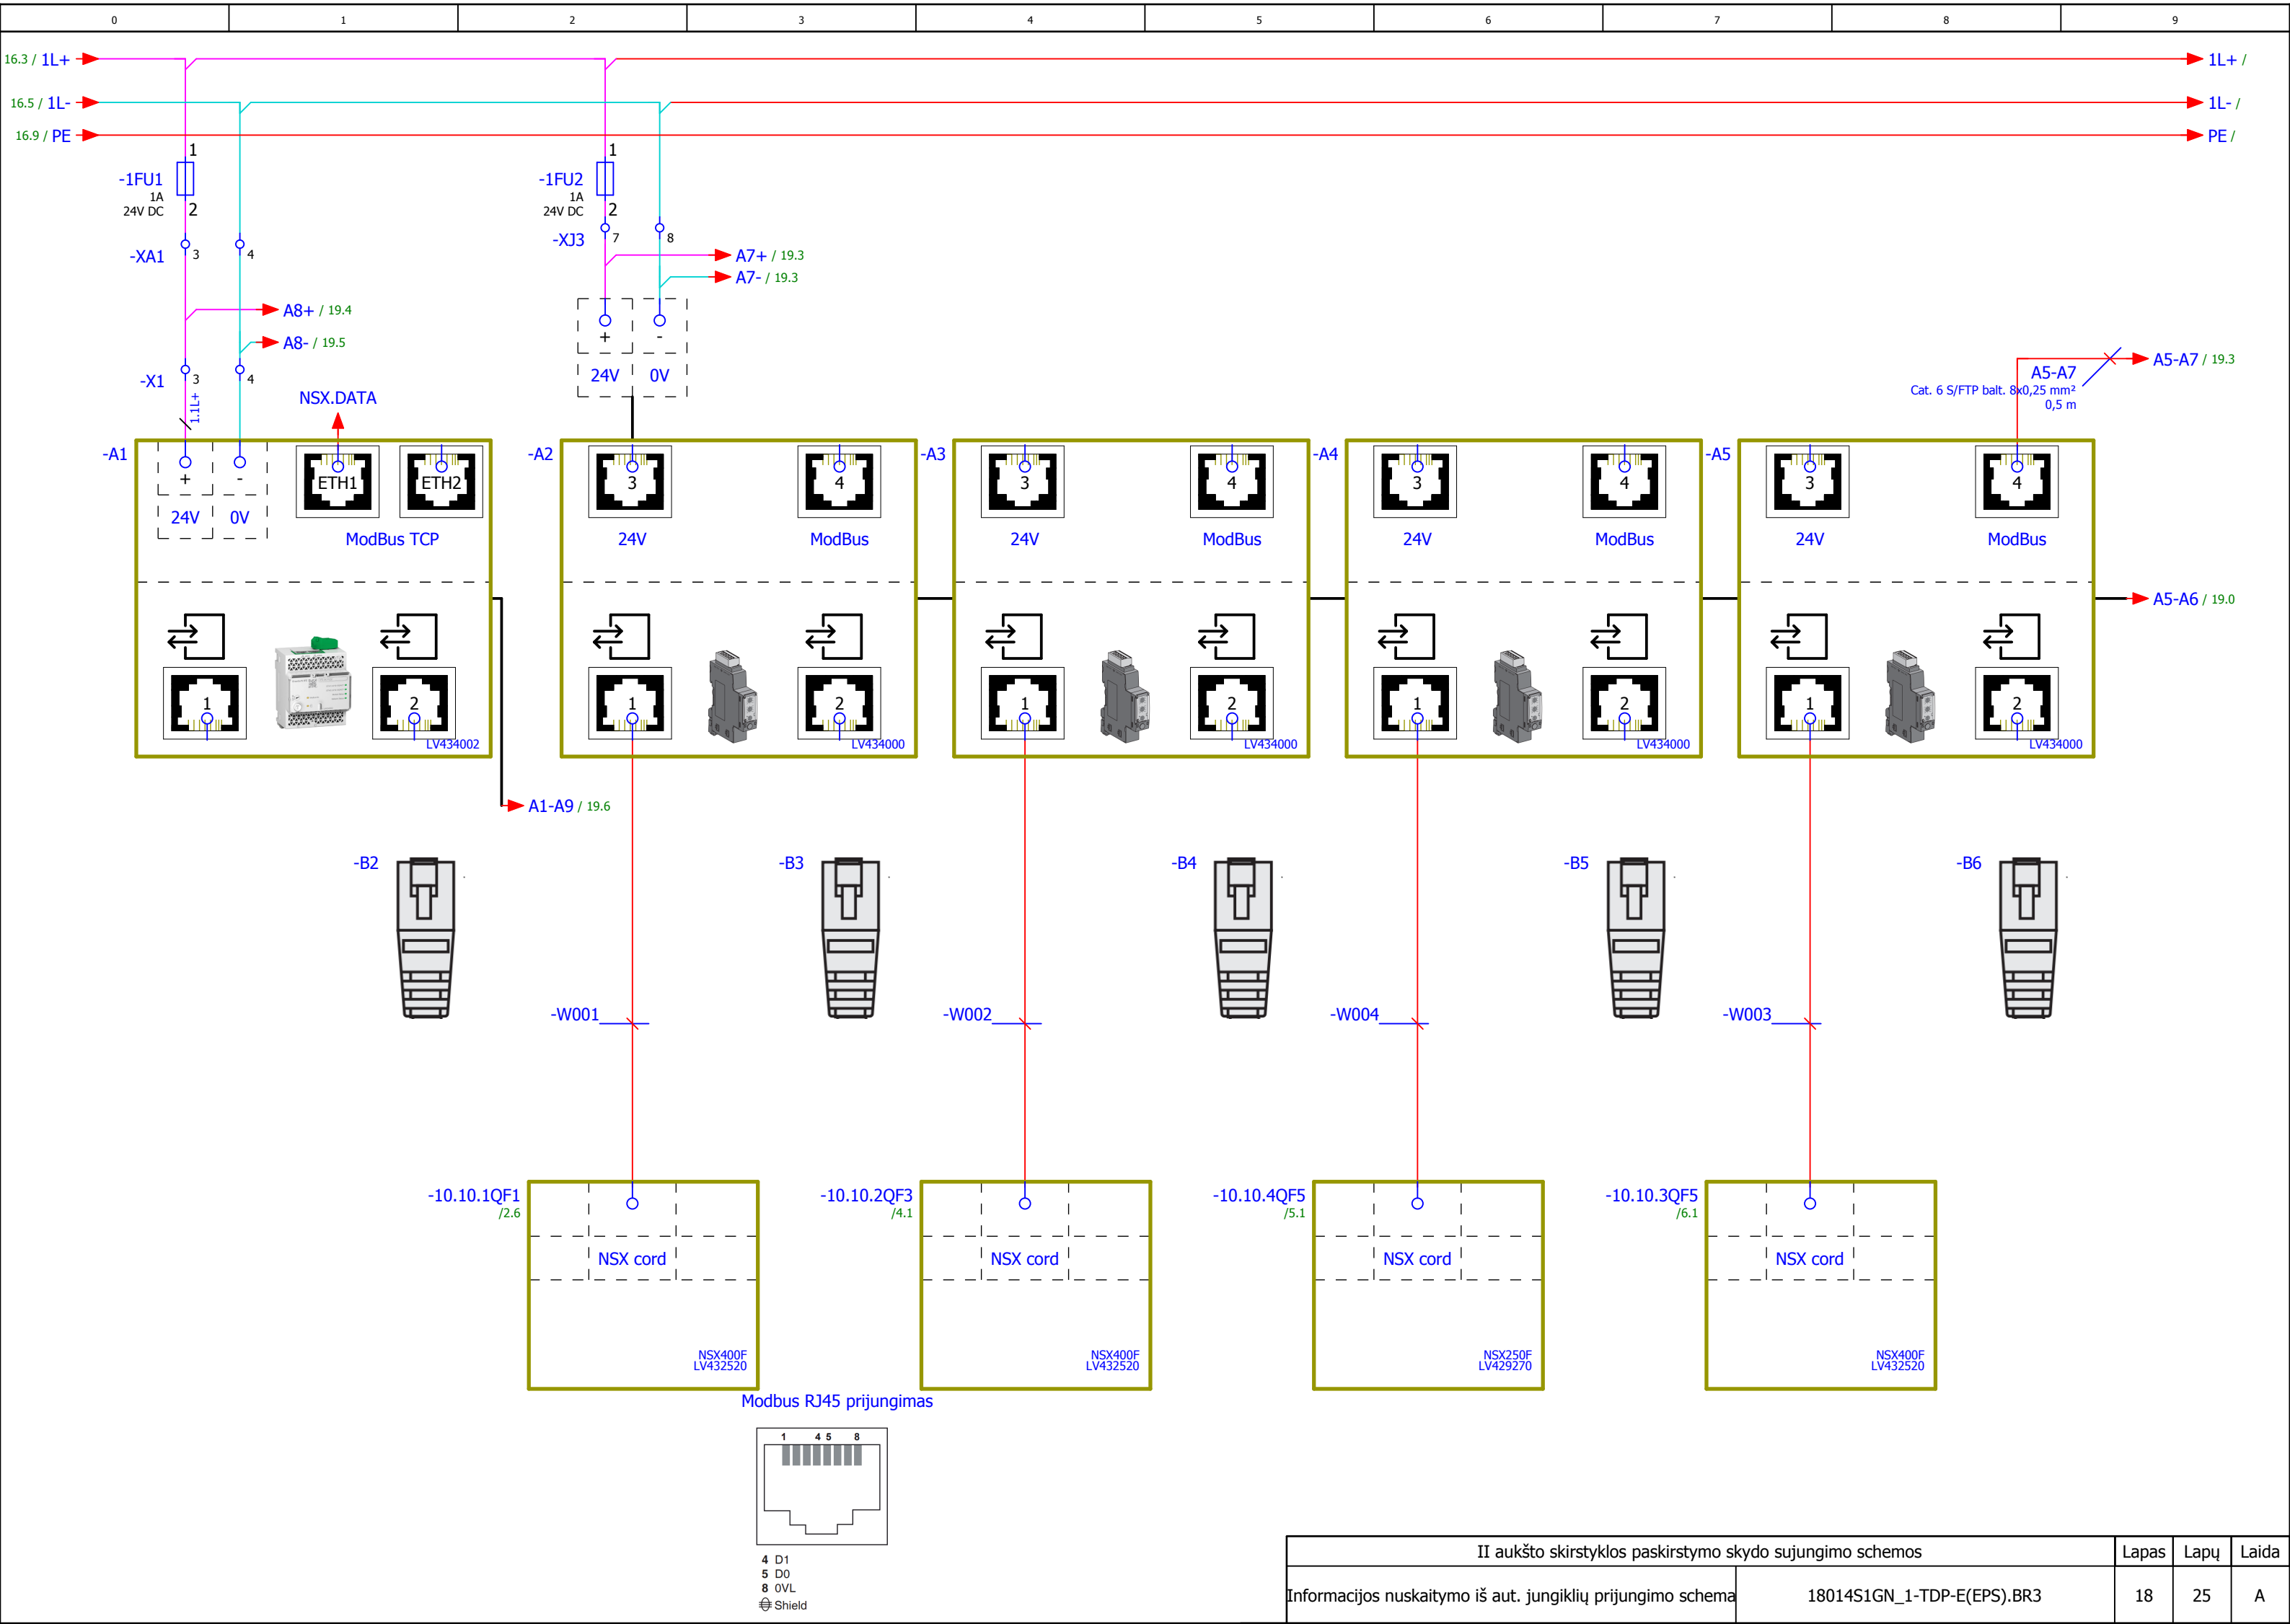 0 1 2 3 4 5 6 7 8 9
16.3 / 1L+
1L+ /
16.5 / 1L-
1L- /
16.9 / PE
PE /
1
-1FU1
1A
24V DC
2
1
-1FU2
1A
24V DC
2
-XJ3
7
8
-XA1
3
4
A7+ / 19.3
A7- / 19.3
A8+ / 19.4
A8- / 19.5
+
-
24V
0V
-X1
3
4
1.1L+
NSX.DATA
A5-A7 / 19.3
A5-A7
Cat. 6 S/FTP balt. 8x0,25 mm²
0,5 m
-A1
+
-
24V
0V
ETH1
ETH2
ModBus TCP
1
2
LV434002
-A2
3
4
24V
ModBus
1
2
LV434000
-A3
3
4
24V
ModBus
1
2
LV434000
-A4
3
4
24V
ModBus
1
2
LV434000
-A5
3
4
24V
ModBus
1
2
LV434000
A5-A6 / 19.0
A1-A9 / 19.6
-B2
-B3
-B4
-B5
-B6
-W001
-W002
-W004
-W003
-10.10.1QF1
/2.6
NSX cord
NSX400F
LV432520
-10.10.2QF3
/4.1
NSX cord
NSX400F
LV432520
-10.10.4QF5
/5.1
NSX cord
NSX250F
LV429270
-10.10.3QF5
/6.1
NSX cord
NSX400F
LV432520
Modbus RJ45 prijungimas
1 4 5 8
4 D1
5 D0
8 0VL
Shield
II aukšto skirstyklos paskirstymo skydo sujungimo schemos
Lapas Lapų Laida
Informacijos nuskaitymo iš aut. jungiklių prijungimo schema
18014S1GN_1-TDP-E(EPS).BR3
18 25 A